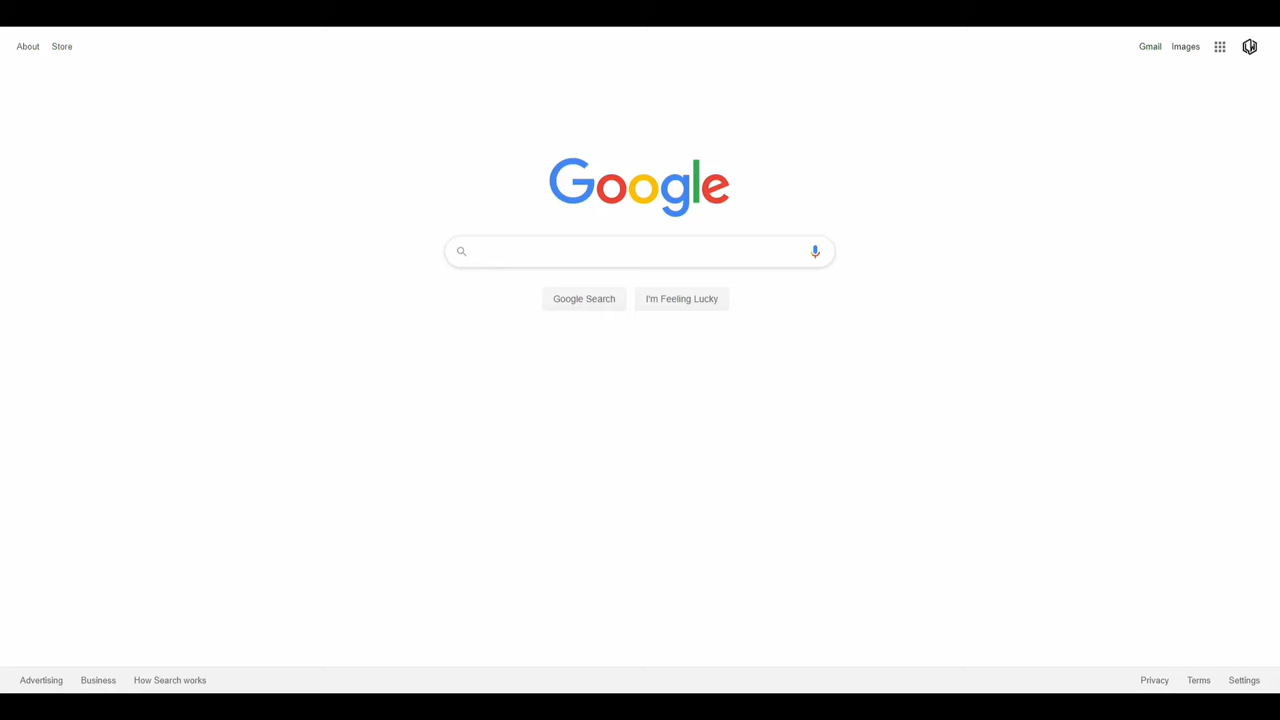 About Store Gmail Images
Google
Google Search I'm Feeling Lucky
Advertising Business How Search works Privacy Terms Settings